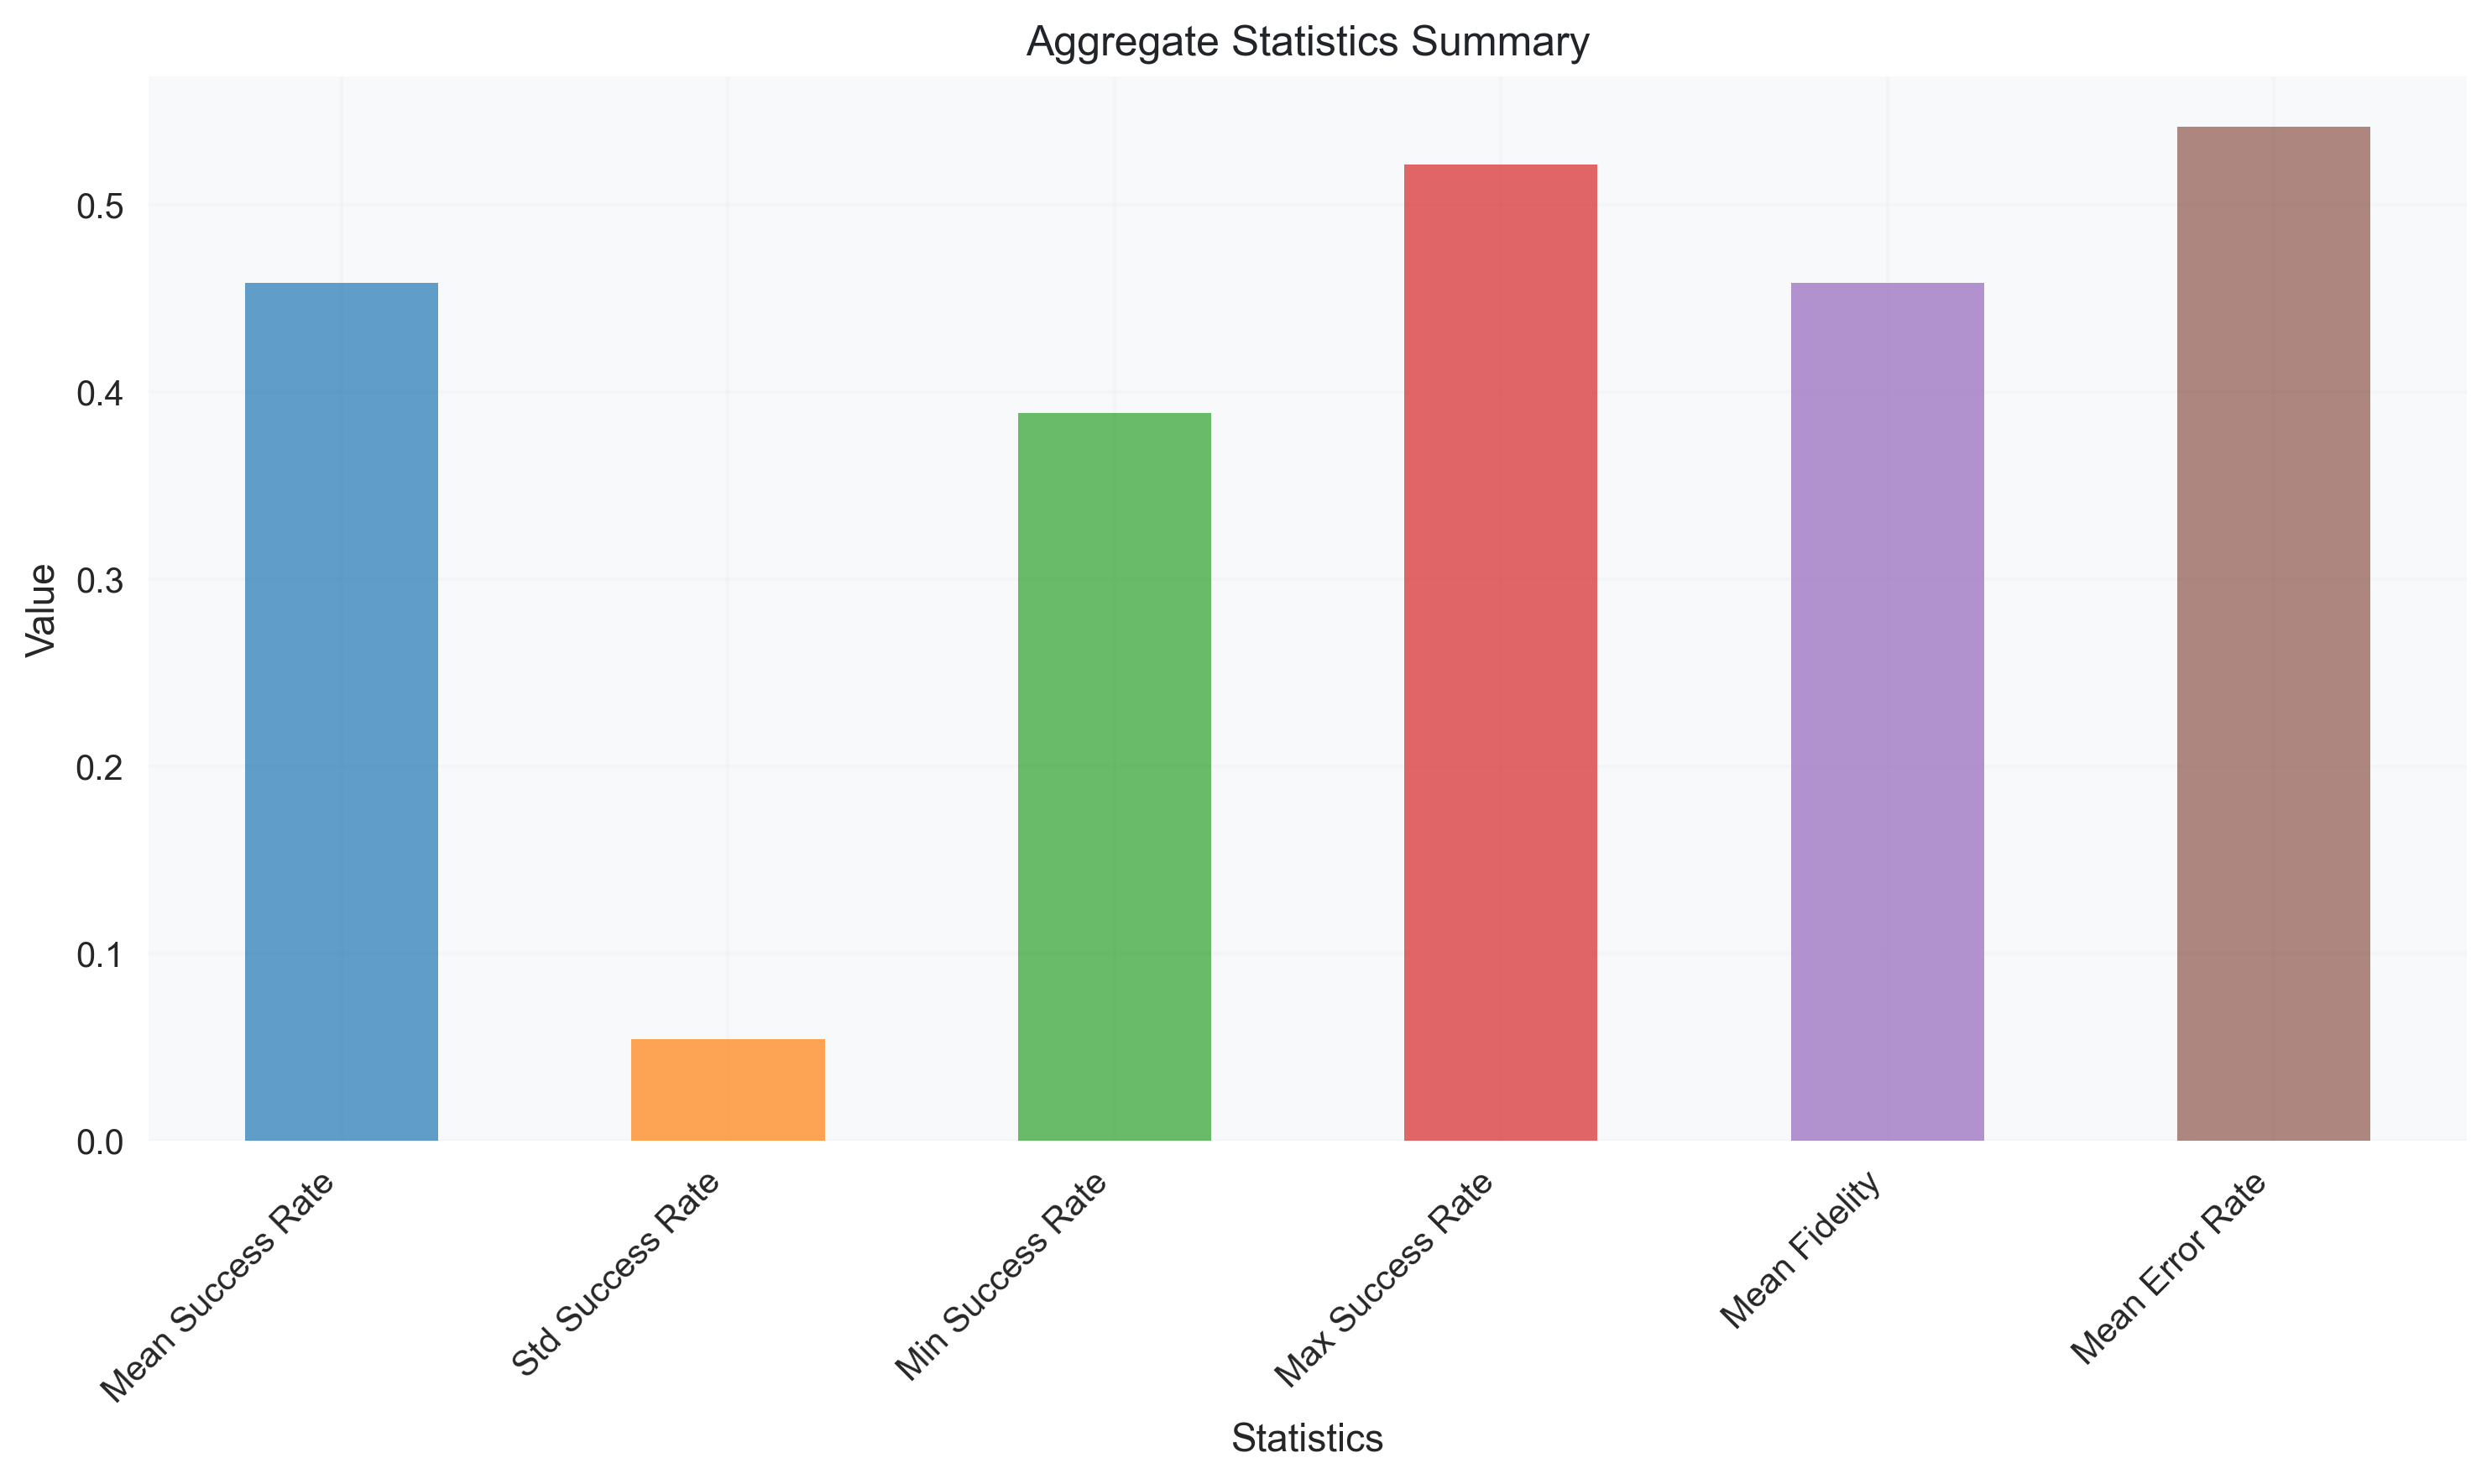 Aggregate Statistics Summary
Value
0.5
0.4
0.3
0.2
0.1
0.0
Mean Success Rate
Std Success Rate
Min Success Rate
Max Success Rate
Mean Fidelity
Mean Error Rate
Statistics